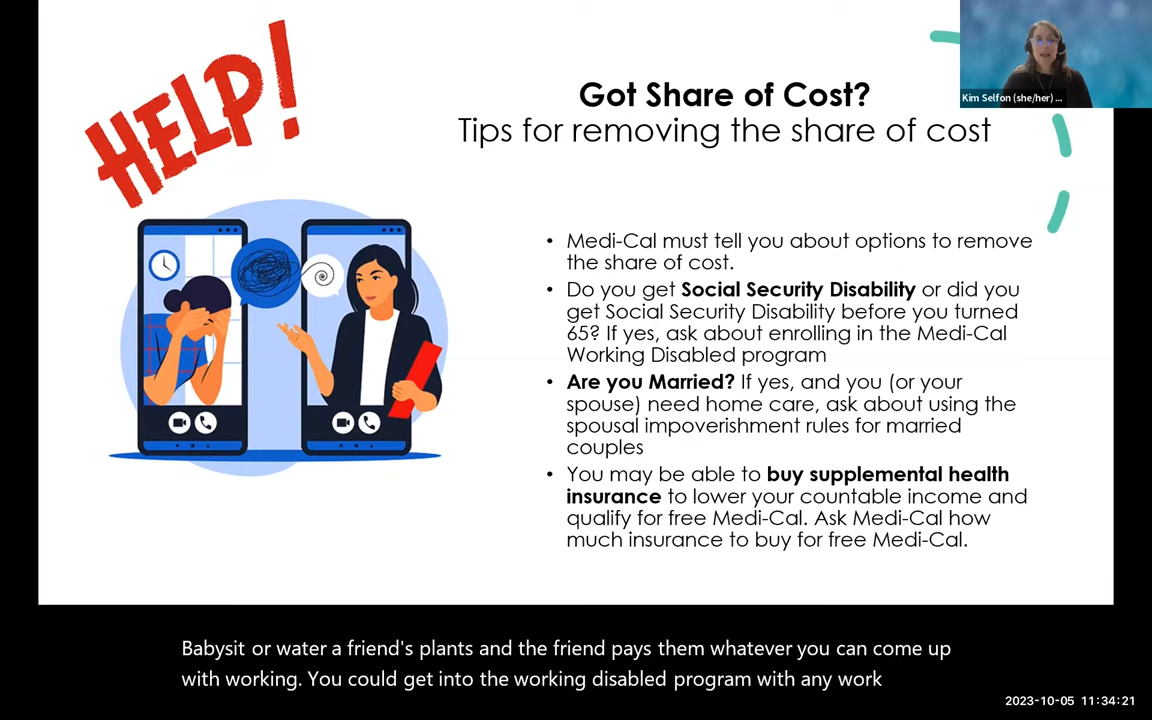 HELP!
Got Share of Cost?
Tips for removing the share of cost
Kim Selfon (she/her) ...
• Medi-Cal must tell you about options to remove
the share of cost.
• Do you get Social Security Disability or did you
get Social Security Disability before you turned
65? If yes, ask about enrolling in the Medi-Cal
Working Disabled program
• Are you Married? If yes, and you (or your
spouse) need home care, ask about using the
spousal impoverishment rules for married
couples
• You may be able to buy supplemental health
insurance to lower your countable income and
qualify for free Medi-Cal. Ask Medi-Cal how
much insurance to buy for free Medi-Cal.
Babysit or water a friend's plants and the friend pays them whatever you can come up
with working. You could get into the working disabled program with any work
2023-10-05 11:34:21